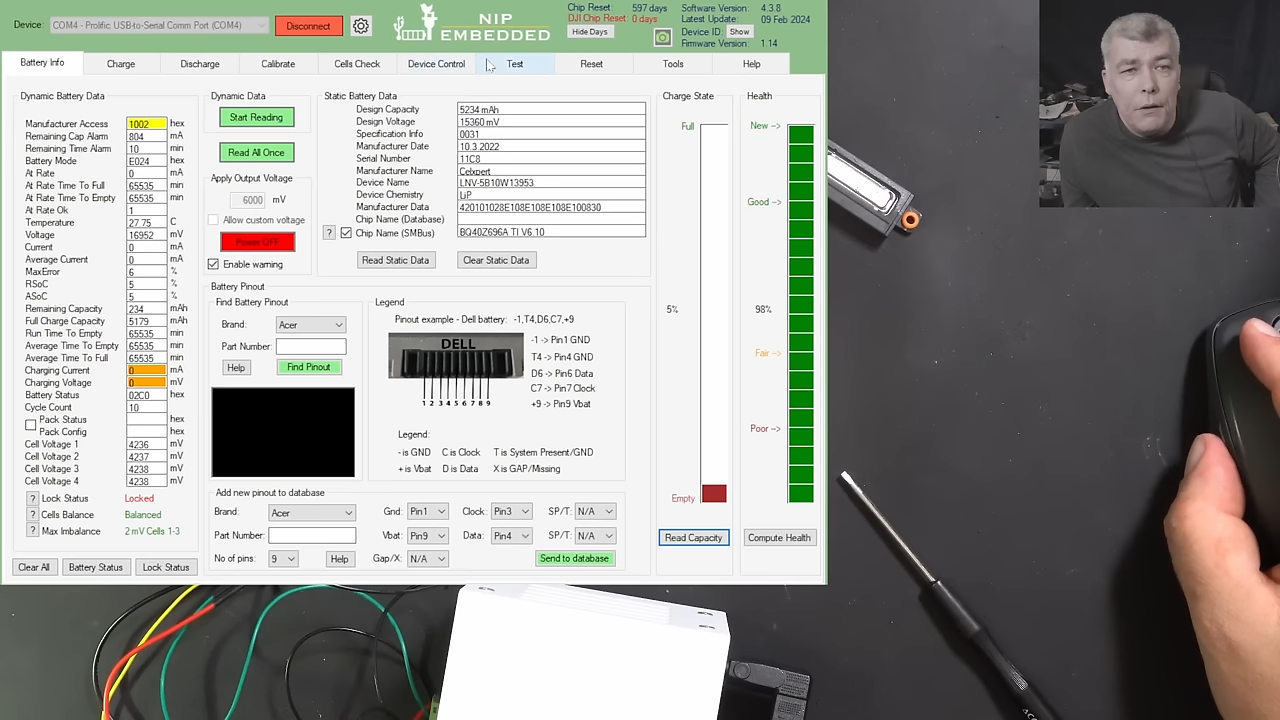 Device: COM4 - Prolific USB-to-Serial Comm Port (COM4) Disconnect
NIP EMBEDDED
Chip Reset: 597 days
DJI Chip Reset: 0 days
Hide Days
Software Version: 4.3.8
Latest Update: 09 Feb 2024
Device ID: Show
Firmware Version: 1.14
Battery Info Charge Discharge Calibrate Cells Check Device Control Test Reset Tools Help
Dynamic Battery Data
Manufacturer Access 1002 hex
Remaining Cap Alarm 804 mA
Remaining Time Alarm 10 min
Battery Mode E024 hex
At Rate 0 mA
At Rate Time To Full 65535 min
At Rate Time To Empty 65535 min
At Rate Ok 1
Temperature 27.75 C
Voltage 16952 mV
Current 0 mA
Average Current 0 mA
MaxError 6 %
RSoC 5 %
ASoC 5 %
Remaining Capacity 234 mAh
Full Charge Capacity 5179 mAh
Run Time To Empty 65535 min
Average Time To Empty 65535 min
Average Time To Full 65535 min
Charging Current 0 mA
Charging Voltage 0 mV
Battery Status 02C0 hex
Cycle Count 10
Pack Status hex
Pack Config hex
Cell Voltage 1 4236 mV
Cell Voltage 2 4237 mV
Cell Voltage 3 4238 mV
Cell Voltage 4 4238 mV
? Lock Status Locked
? Cells Balance Balanced
? Max Imbalance 2 mV Cells 1-3
Clear All Battery Status Lock Status
Dynamic Data
Start Reading
Read All Once
Apply Output Voltage
6000 mV
Allow custom voltage
Power OFF
Enable warning
Static Battery Data
Design Capacity 5234 mAh
Design Voltage 15360 mV
Specification Info 0031
Manufacturer Date 10.3.2022
Serial Number 11C8
Manufacturer Name Celxpert
Device Name LNV-5B10W13953
Device Chemistry LiP
Manufacturer Data 420101028E108E108E108E100830
Chip Name (Database)
? Chip Name (SMBus) BQ40Z696A TI V6.10
Read Static Data Clear Static Data
Battery Pinout
Find Battery Pinout
Brand: Acer
Part Number:
Help Find Pinout
Legend
Pinout example - Dell battery: -1,T4,D6,C7,+9
DELL
1 2 3 4 5 6 7 8 9
-1 -> Pin1 GND
T4 -> Pin4 GND
D6 -> Pin6 Data
C7 -> Pin7 Clock
+9 -> Pin9 Vbat
Legend:
- is GND C is Clock T is System Present/GND
+ is Vbat D is Data X is GAP/Missing
Add new pinout to database
Brand: Acer Gnd: Pin1 Clock: Pin3 SP/T: N/A
Part Number: Vbat: Pin9 Data: Pin4 SP/T: N/A
No of pins: 9 Help Gap/X: N/A Send to database
Charge State
Full
5%
Empty
Read Capacity
Health
New ->
Good ->
98%
Fair ->
Poor ->
Compute Health